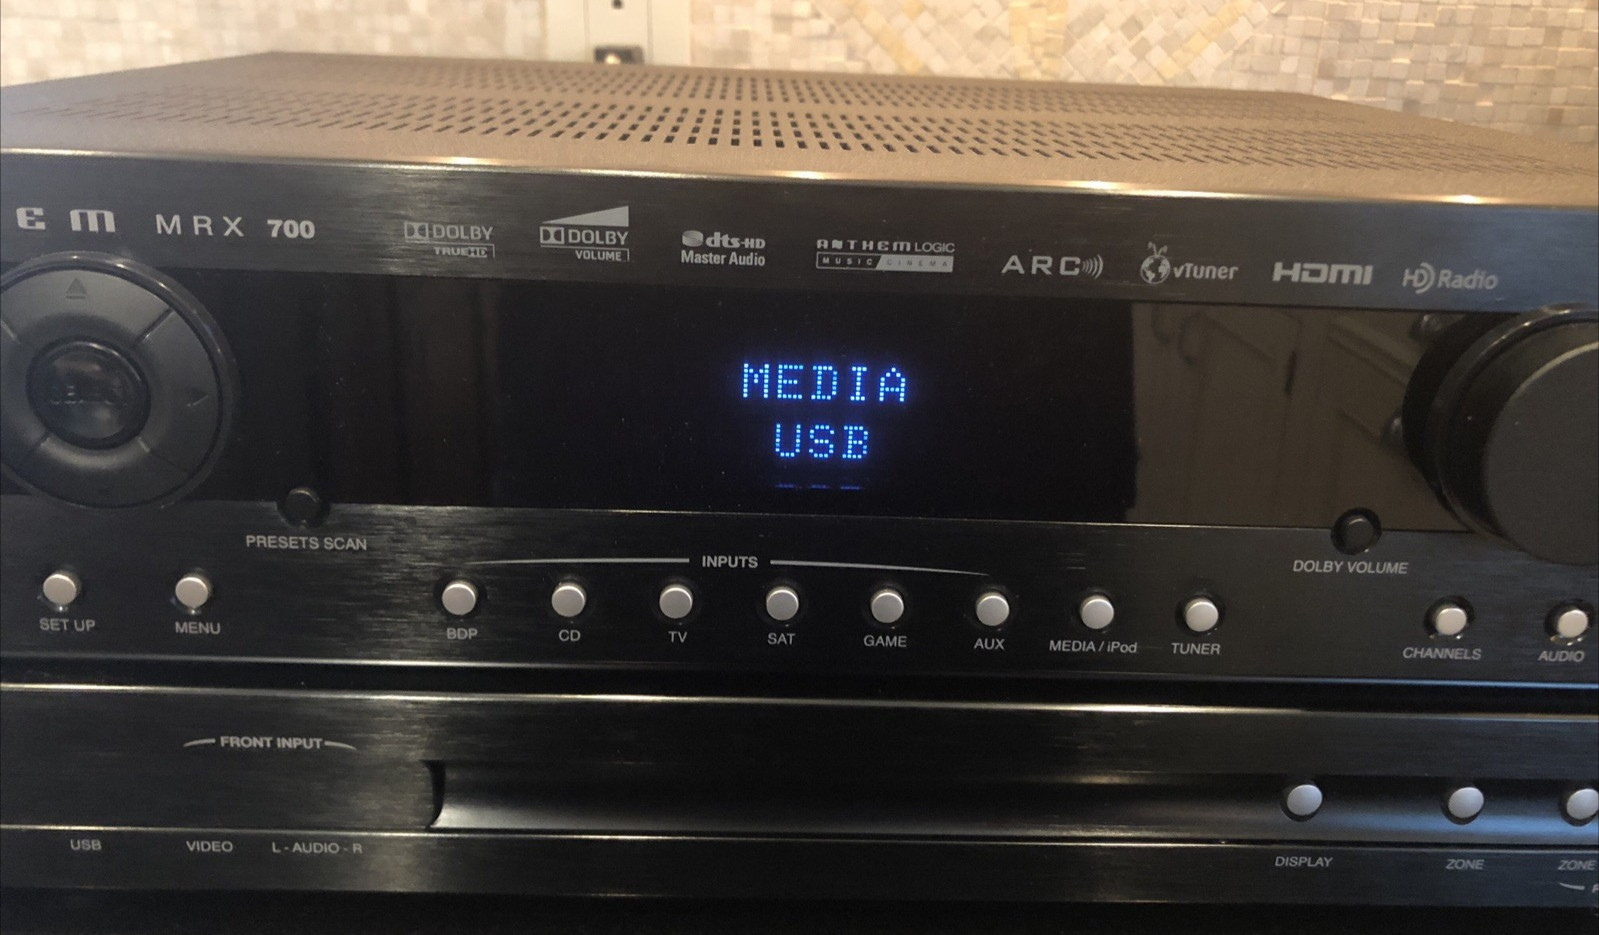 EM MRX 700
DOLBY TRUEHD
DOLBY VOLUME
dts-HD Master Audio
ANTHEM LOGIC
MUSIC CINEMA
ARC
vTuner
HDMI
HD Radio
MEDIA
USB
PRESETS SCAN
DOLBY VOLUME
INPUTS
SET UP
MENU
BDP
CD
TV
SAT
GAME
AUX
MEDIA / iPod
TUNER
CHANNELS
AUDIO
FRONT INPUT
USB
VIDEO
L - AUDIO - R
DISPLAY
ZONE
ZONE